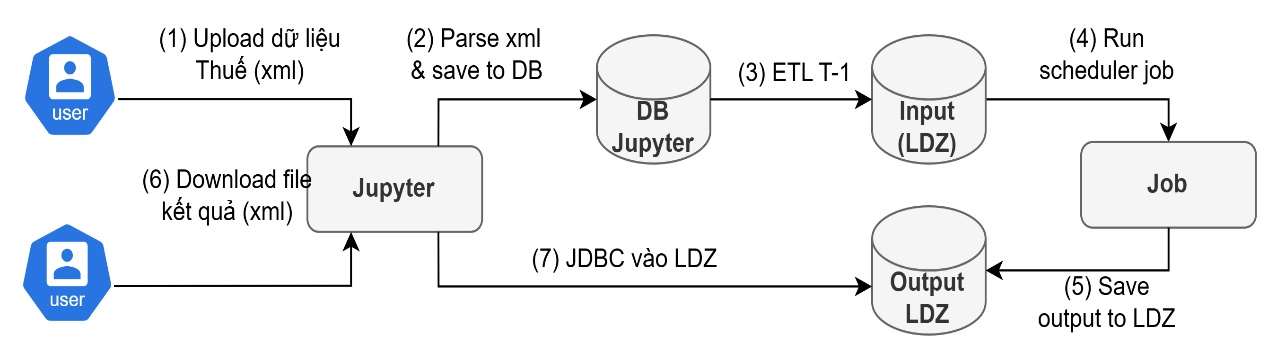 (1) Upload dữ liệu
Thuế (xml)
(2) Parse xml
& save to DB
(3) ETL T-1
(4) Run
scheduler job
user
DB
Jupyter
Input
(LDZ)
Jupyter
Job
(6) Download file
kết quả (xml)
user
(7) JDBC vào LDZ
Output
LDZ
(5) Save
output to LDZ